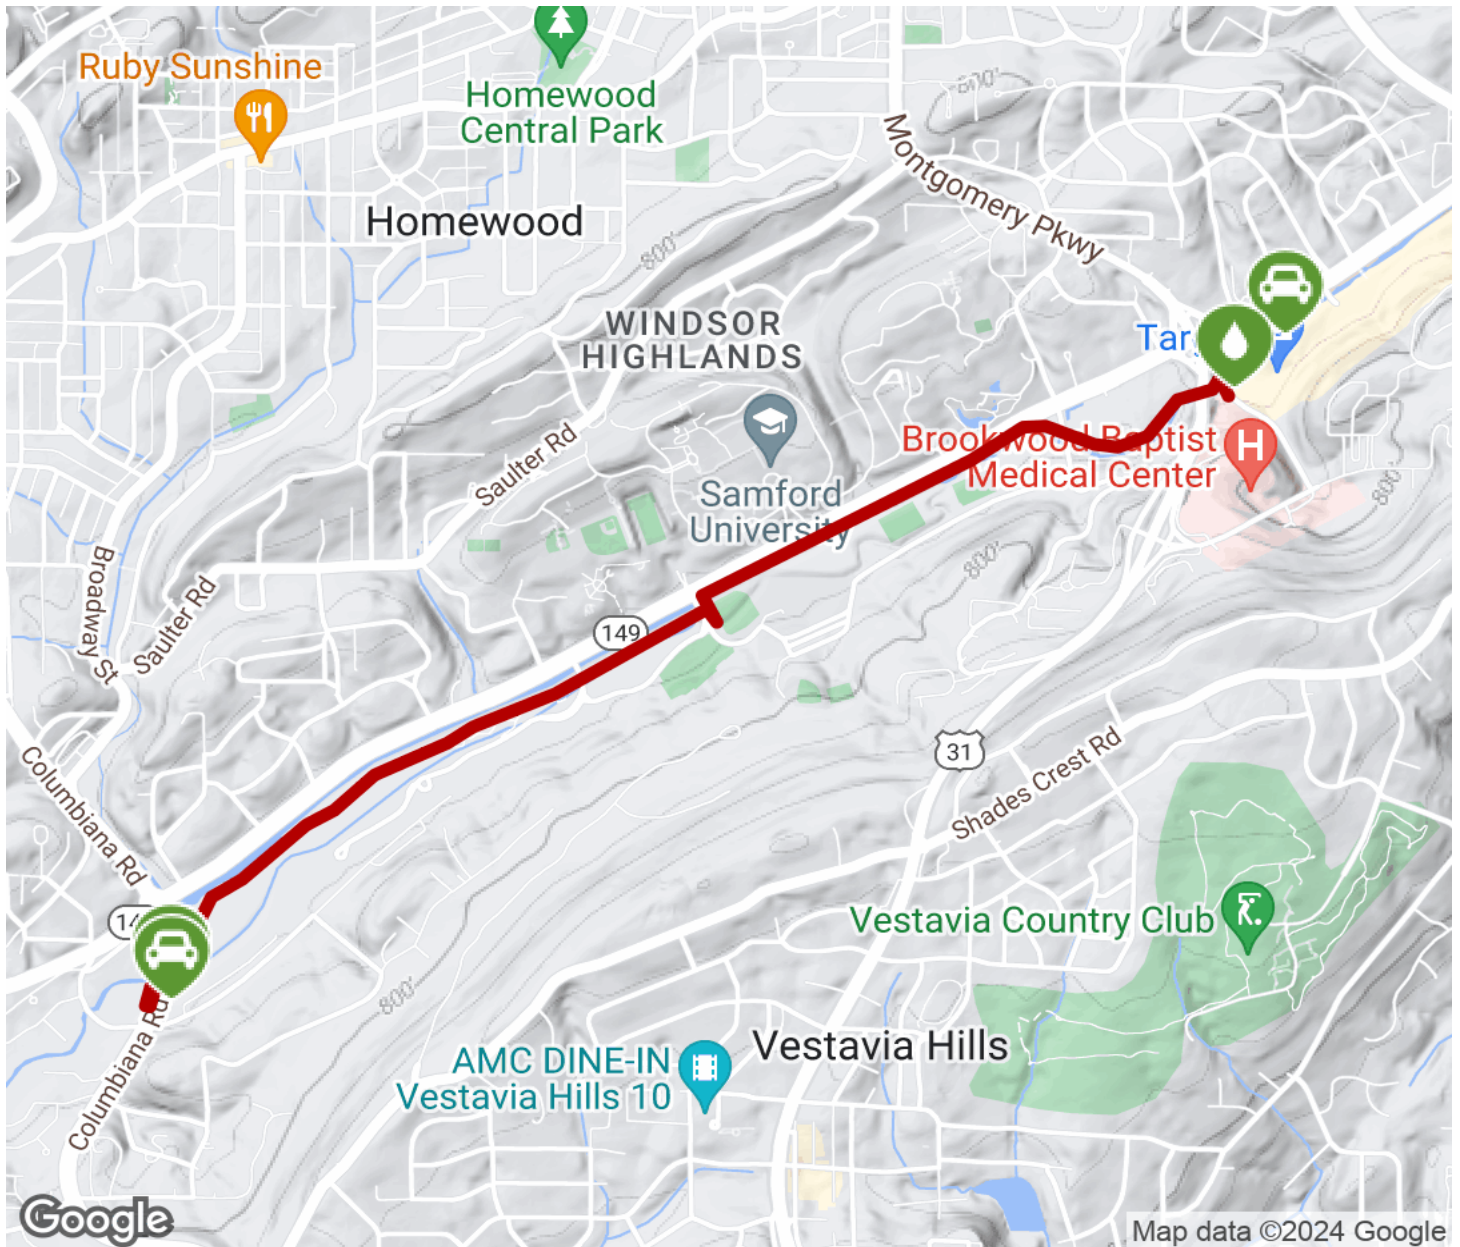 Ruby Sunshine
Homewood
Central Park
800'
Montgomery Pkwy
Homewood
800'
WINDSOR
HIGHLANDS
Saulter Rd
Samford
University
Brookwood Baptist
Medical Center
H
800'
800'
Broadway St
Saulter Rd
149
31
Shades Crest Rd
Columbiana Rd
Vestavia Country Club
800'
Columbiana Rd
AMC DINE-IN
Vestavia Hills 10
Vestavia Hills
Google
Map data ©2024 Google